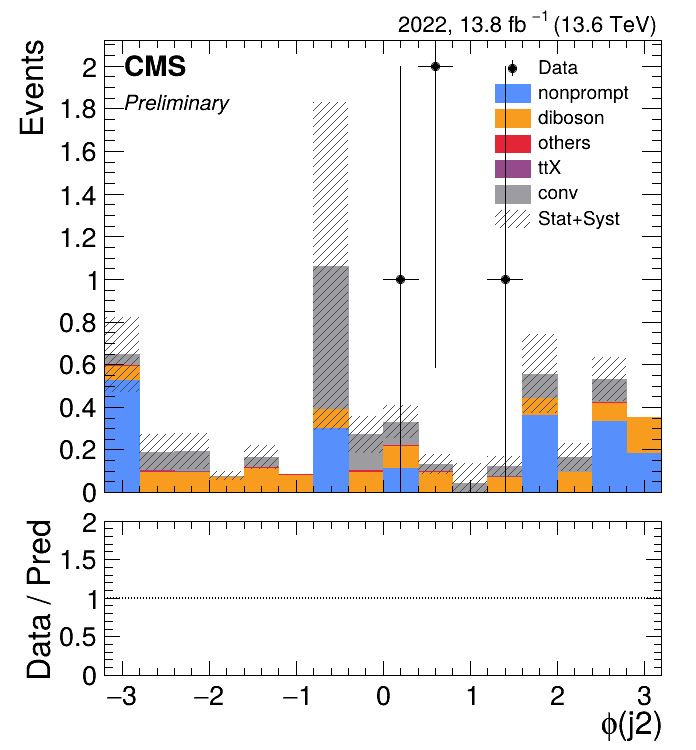 2022, 13.8 fb⁻¹ (13.6 TeV)
Events
CMS
Preliminary
Data
nonprompt
diboson
others
ttX
conv
Stat+Syst
2
1.8
1.6
1.4
1.2
1
0.8
0.6
0.4
0.2
0
Data / Pred
2
1.5
1
0.5
0
−3 −2 −1 0 1 2 3
ϕ(j2)